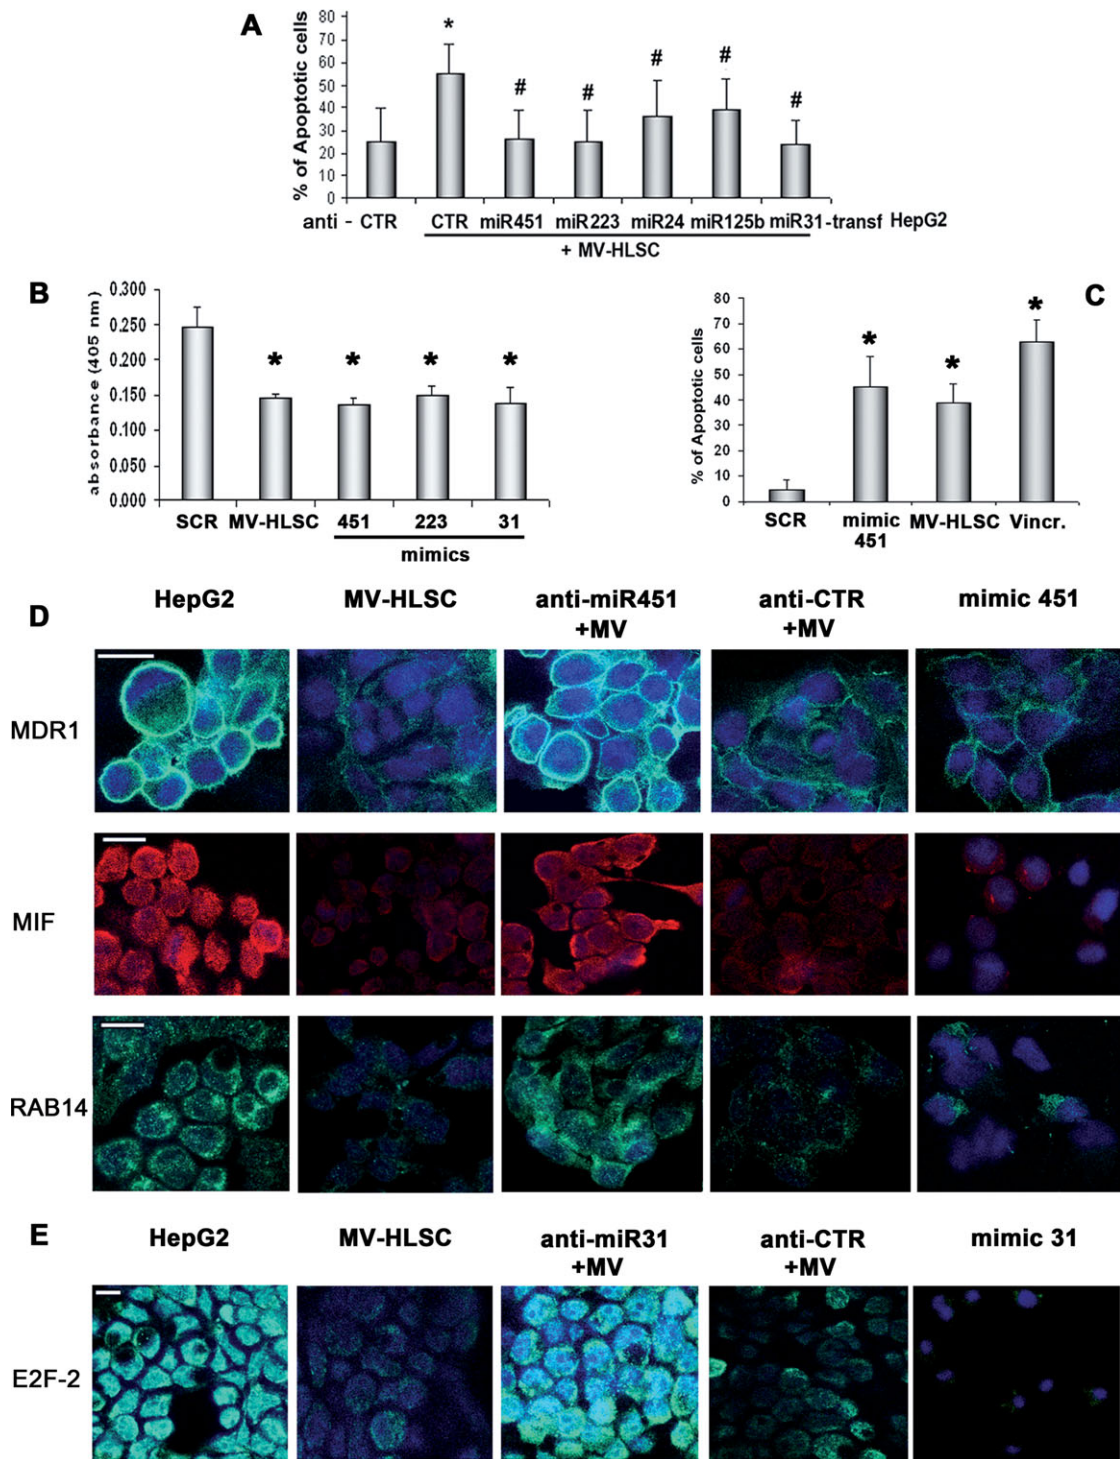 A
% of Apoptotic cells
80
70
60
50
40
30
20
10
0
*
#
#
#
#
#
anti - CTR CTR miR451 miR223 miR24 miR125b miR31-transf HepG2
+ MV-HLSC
B
absorbance (405 nm)
0.300
0.250
0.200
0.150
0.100
0.050
0.000
* * * *
SCR MV-HLSC 451 223 31
mimics
C
% of Apoptotic cells
80
70
60
50
40
30
20
10
0
*
*
*
SCR mimic MV-HLSC Vincr.
451
D
HepG2 MV-HLSC anti-miR451 anti-CTR mimic 451
+MV +MV
MDR1
MIF
RAB14
E
HepG2 MV-HLSC anti-miR31 anti-CTR mimic 31
+MV +MV
E2F-2